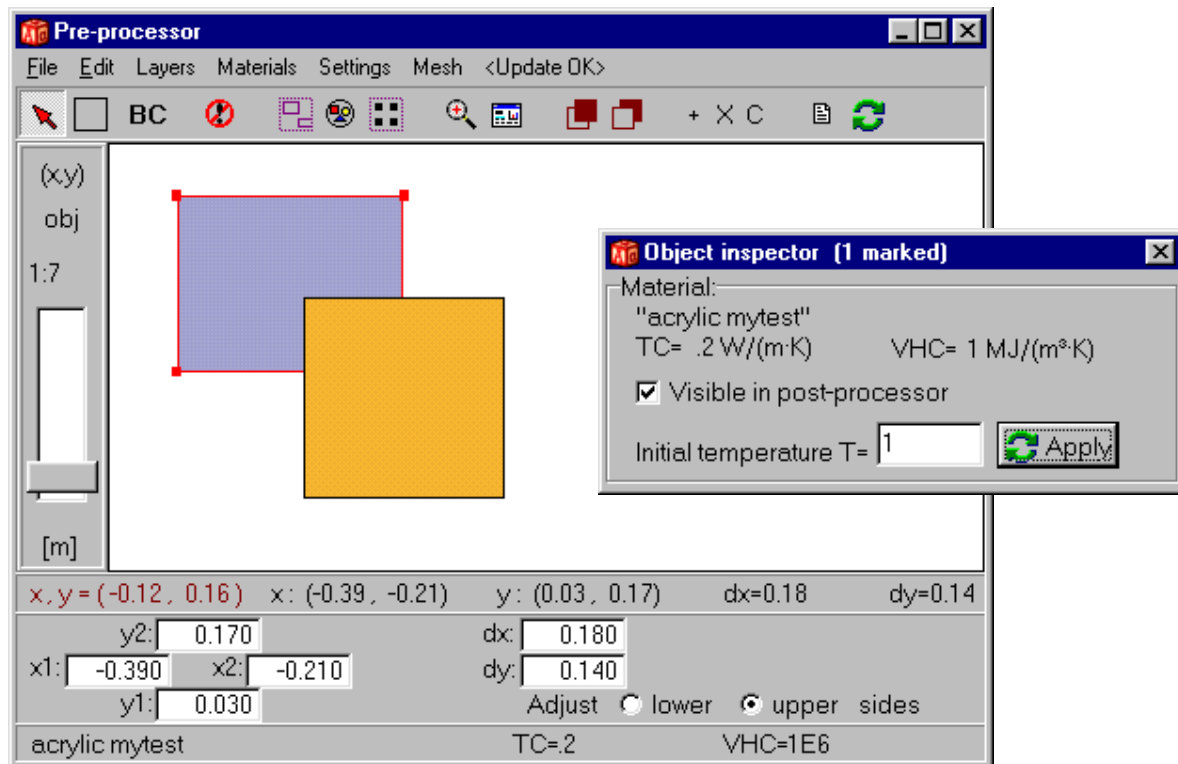 Pre-processor
File Edit Layers Materials Settings Mesh <Update OK>
BC + X C
(x,y)
obj
1:7
[m]
Object inspector (1 marked)
Material:
"acrylic mytest"
TC= .2 W/(m·K) VHC= 1 MJ/(m³·K)
Visible in post-processor
Initial temperature T= 1 Apply
x, y = (-0.12 , 0.16) x: (-0.39 , -0.21) y: (0.03 , 0.17) dx=0.18 dy=0.14
y2: 0.170 dx: 0.180
x1: -0.390 x2: -0.210 dy: 0.140
y1: 0.030 Adjust lower upper sides
acrylic mytest TC=.2 VHC=1E6